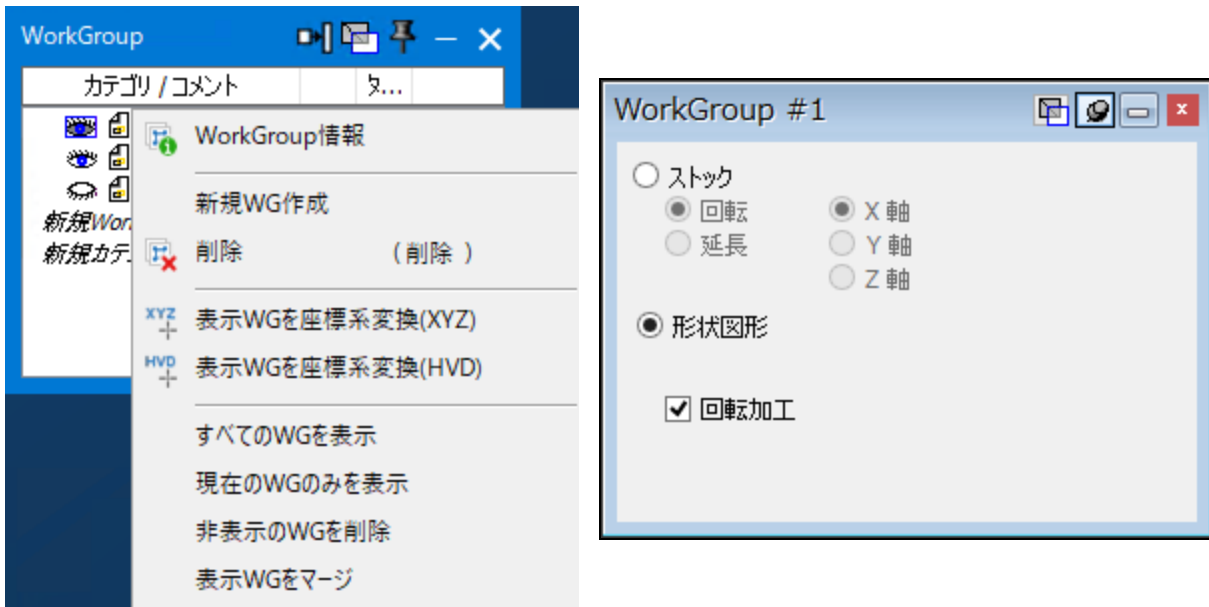 WorkGroup
カテゴリ / コメント
タ...
WorkGroup情報
新規WG作成
新規Wor
削除 ( 削除 )
新規カテ
XYZ 表示WGを座標系変換(XYZ)
HVD 表示WGを座標系変換(HVD)
すべてのWGを表示
現在のWGのみを表示
非表示のWGを削除
表示WGをマージ
WorkGroup #1
ストック
回転 X 軸
延長 Y 軸
Z 軸
形状図形
回転加工